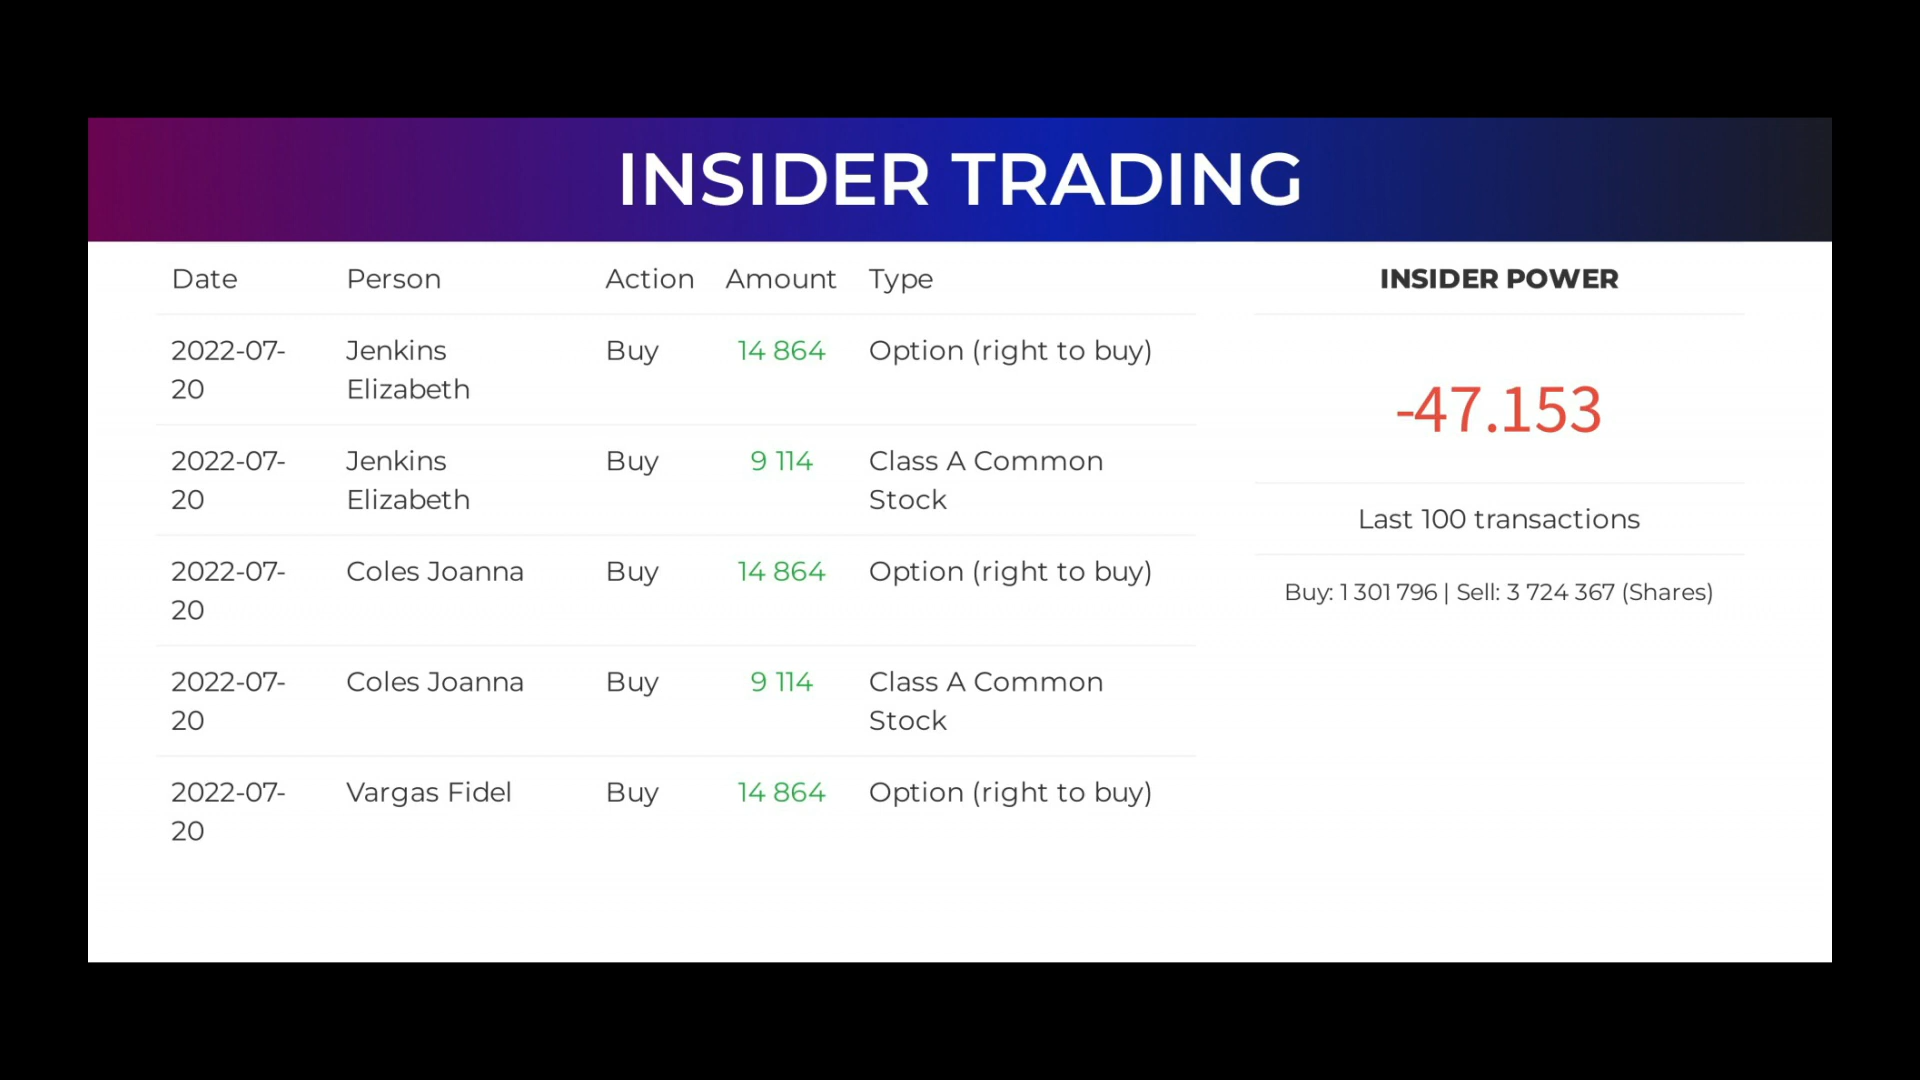 INSIDER TRADING
Date Person Action Amount Type
2022-07- Jenkins Buy 14 864 Option (right to buy)
20 Elizabeth
2022-07- Jenkins Buy 9 114 Class A Common
20 Elizabeth Stock
2022-07- Coles Joanna Buy 14 864 Option (right to buy)
20
2022-07- Coles Joanna Buy 9 114 Class A Common
20 Stock
2022-07- Vargas Fidel Buy 14 864 Option (right to buy)
20
INSIDER POWER
-47.153
Last 100 transactions
Buy: 1 301 796 | Sell: 3 724 367 (Shares)